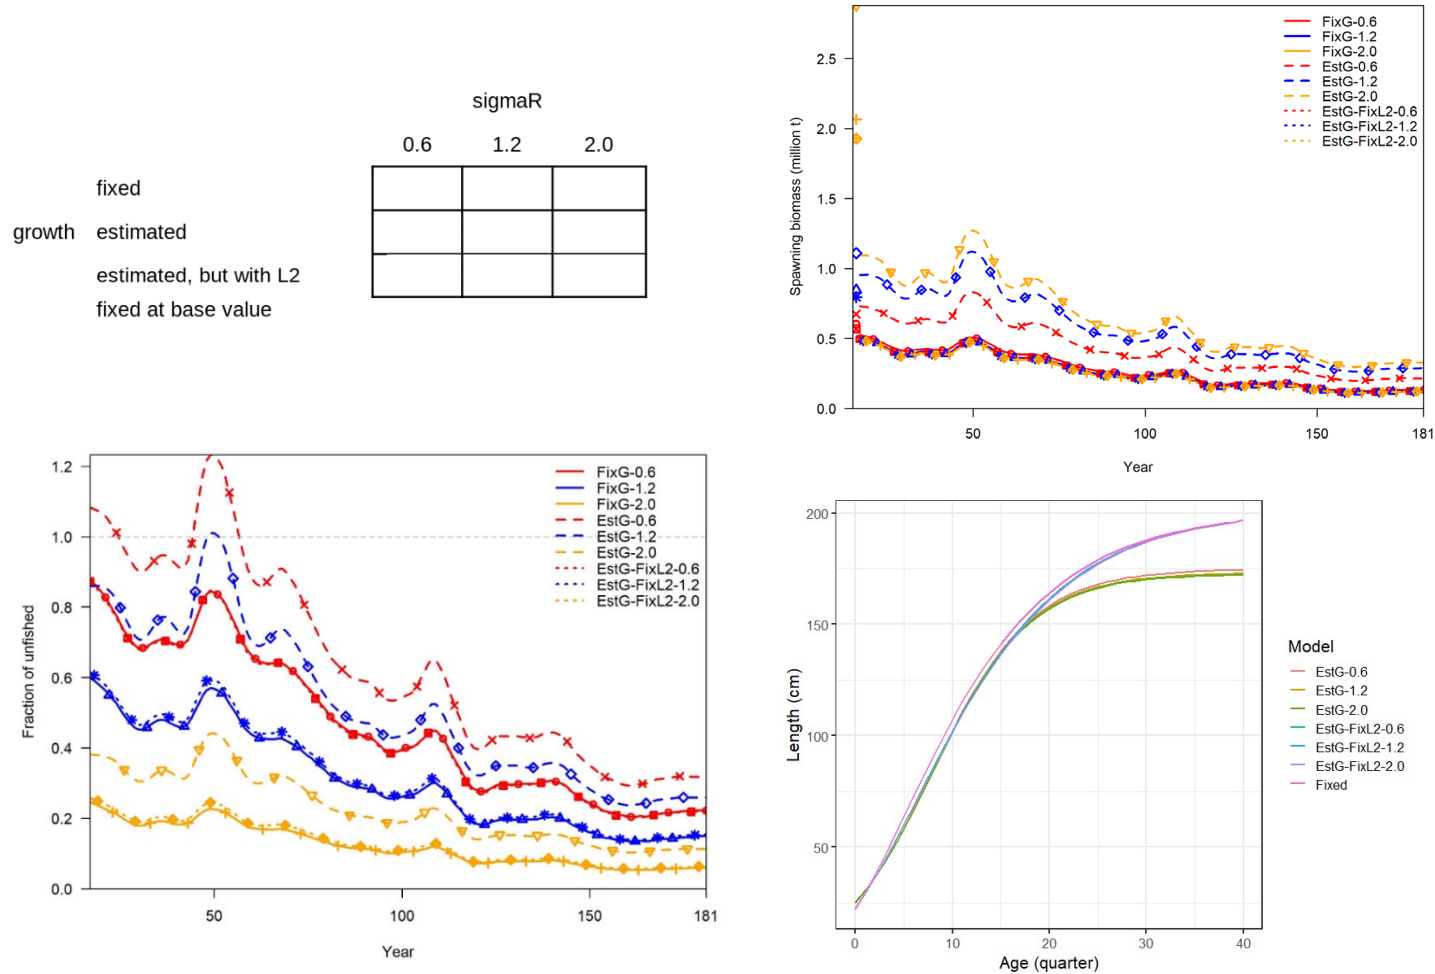 sigmaR
0.6 1.2 2.0
fixed
growth estimated
estimated, but with L2
fixed at base value
Spawning biomass (million t)
2.5
2.0
1.5
1.0
0.5
0.0
50 100 150 181
Year
FixG-0.6
FixG-1.2
FixG-2.0
EstG-0.6
EstG-1.2
EstG-2.0
EstG-FixL2-0.6
EstG-FixL2-1.2
EstG-FixL2-2.0
Fraction of unfished
1.2
1.0
0.8
0.6
0.4
0.2
0.0
50 100 150 181
Year
FixG-0.6
FixG-1.2
FixG-2.0
EstG-0.6
EstG-1.2
EstG-2.0
EstG-FixL2-0.6
EstG-FixL2-1.2
EstG-FixL2-2.0
Length (cm)
200
150
100
50
0 10 20 30 40
Age (quarter)
Model
EstG-0.6
EstG-1.2
EstG-2.0
EstG-FixL2-0.6
EstG-FixL2-1.2
EstG-FixL2-2.0
Fixed